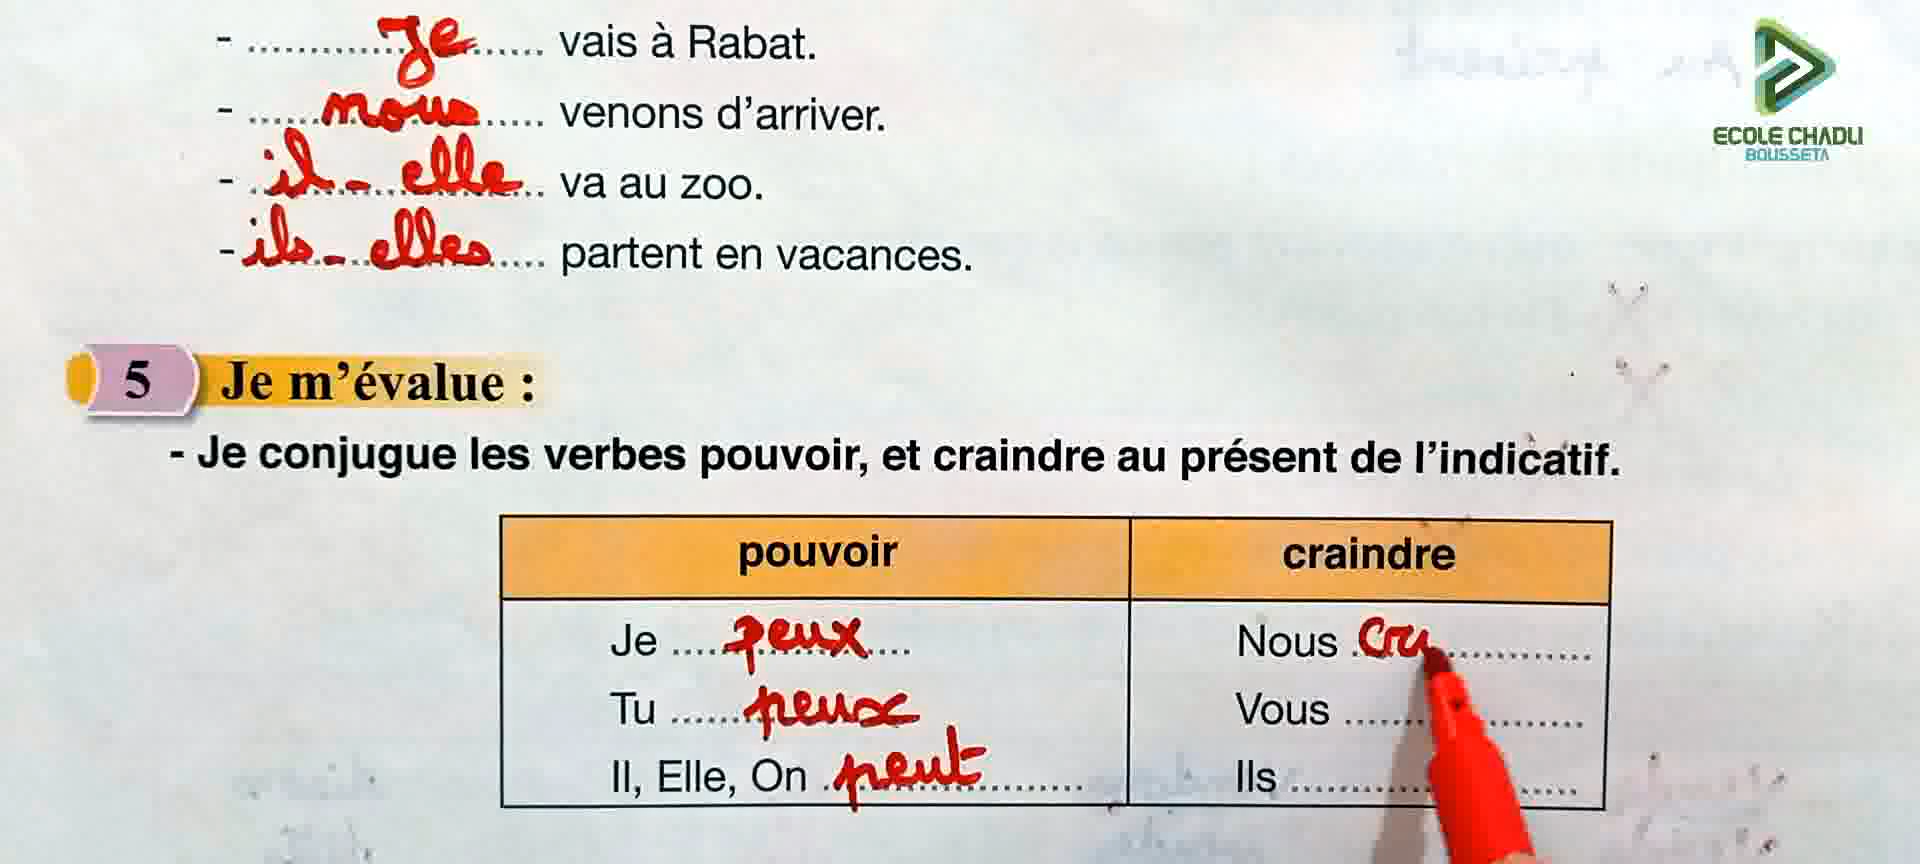 - ............Je...... vais à Rabat.
- ......nous...... venons d'arriver.
- il - elle... va au zoo.
- ils - elles.... partent en vacances.
ECOLE CHADLI
BOUSSETA
5 Je m'évalue :
- Je conjugue les verbes pouvoir, et craindre au présent de l'indicatif.
pouvoir craindre
Je ....peux.... Nous .Cra............
Tu ......peux Vous ..................
Il, Elle, On .peut......... Ils ..................